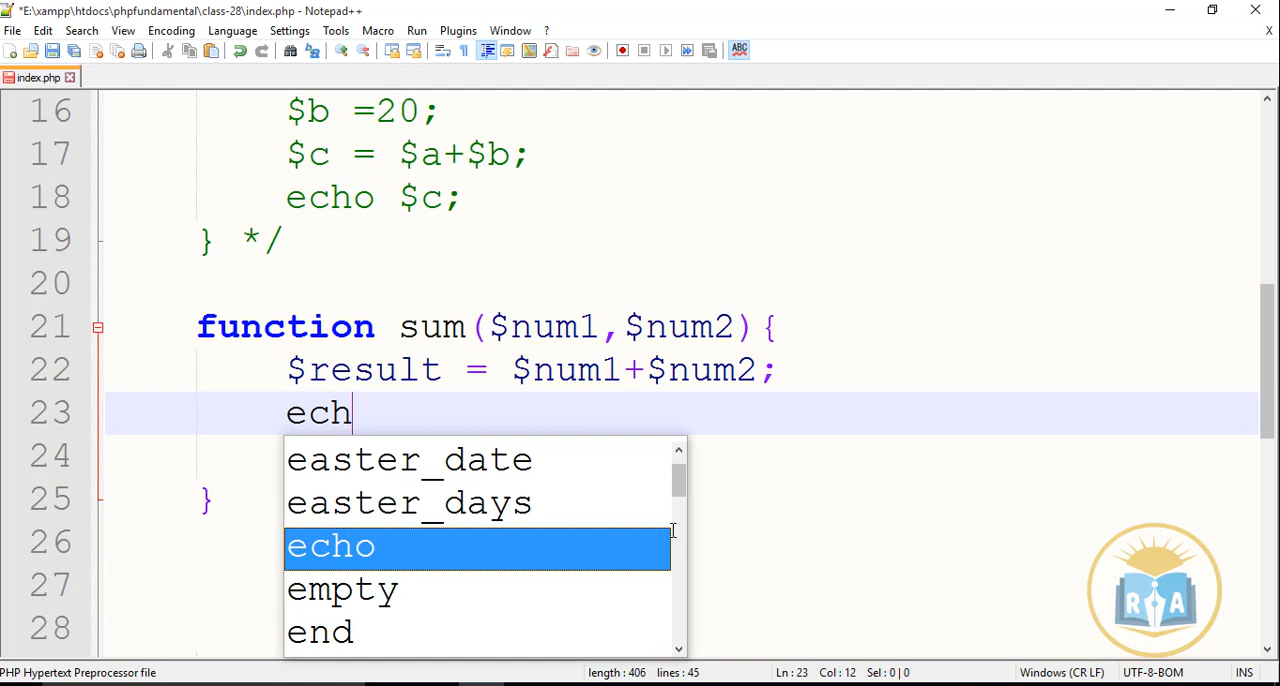 *E:\xampp\htdocs\phpfundamental\class-28\index.php - Notepad++
File Edit Search View Encoding Language Settings Tools Macro Run Plugins Window ? X
ABC
index.php
16 $b =20;
17 $c = $a+$b;
18 echo $c;
19 } */
20
21 function sum($num1,$num2){
22 $result = $num1+$num2;
23 ech
24 easter_date
25 } easter_days
26 echo
27 empty
28 end
R A
PHP Hypertext Preprocessor file length : 406 lines : 45 Ln : 23 Col : 12 Sel : 0 | 0 Windows (CR LF) UTF-8-BOM INS